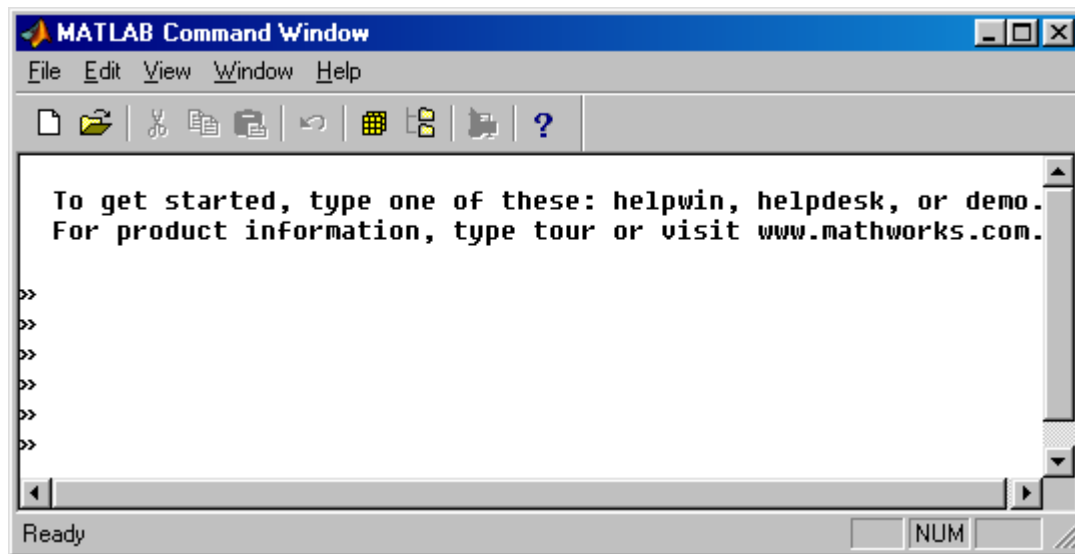 MATLAB Command Window
File Edit View Window Help
?
To get started, type one of these: helpwin, helpdesk, or demo.
For product information, type tour or visit www.mathworks.com.
»
»
»
»
»
»
Ready NUM